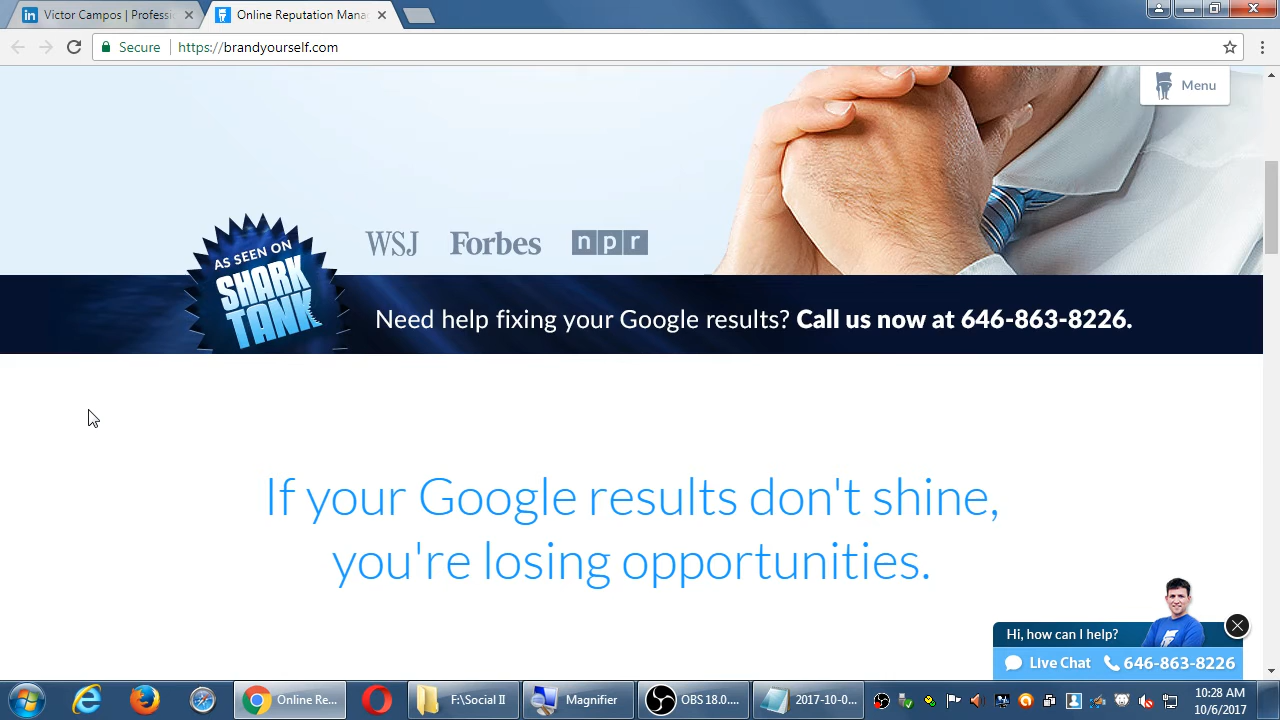 Victor Campos | Professi
Online Reputation Mana
Secure
https://brandyourself.com
Menu
WSJ
Forbes
npr
AS SEEN ON
SHARK
TANK
Need help fixing your Google results? Call us now at 646-863-8226.
If your Google results don't shine,
you're losing opportunities.
Hi, how can I help?
Live Chat
646-863-8226
Online Re...
F:\Social II
Magnifier
OBS 18.0....
2017-10-0...
10:28 AM
10/6/2017